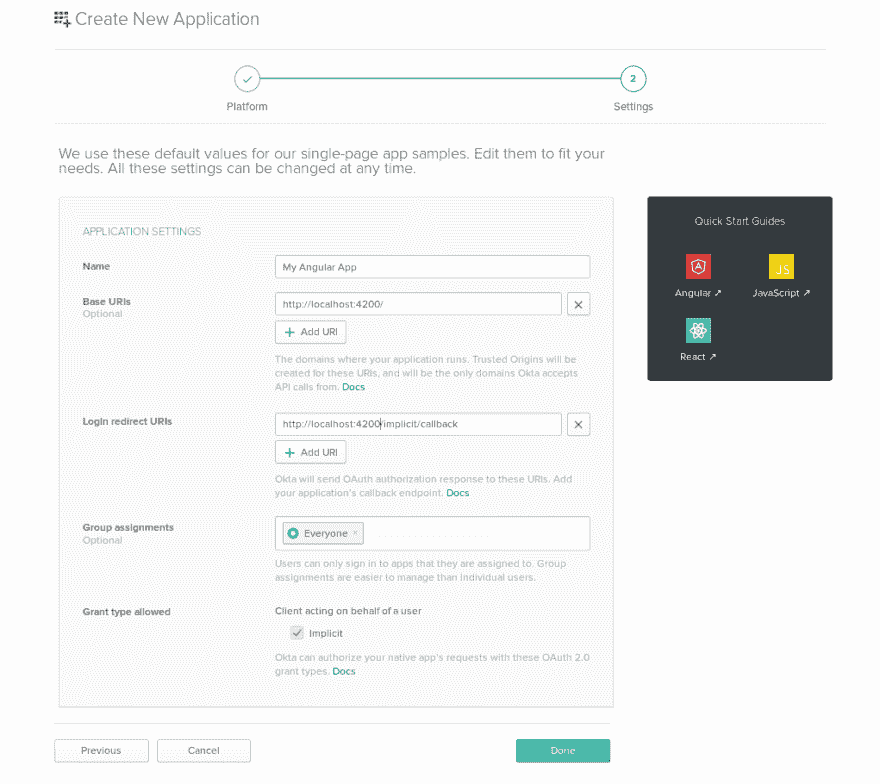 Create New Application
2
Platform
Settings
We use these default values for our single-page app samples. Edit them to fit your
needs. All these settings can be changed at any time.
APPLICATION SETTINGS
Name
My Angular App
Base URIs
Optional
http://localhost:4200/
Add URI
The domains where your application runs. Trusted Origins will be
created for these URIs, and will be the only domains Okta accepts
API calls from. Docs
Login redirect URIs
http://localhost:4200/implicit/callback
Add URI
Okta will send OAuth authorization response to these URIs. Add
your application's callback endpoint. Docs
Group assignments
Optional
Everyone
Users can only sign in to apps that they are assigned to. Group
assignments are easier to manage than individual users.
Grant type allowed
Client acting on behalf of a user
Implicit
Okta can authorize your native app's requests with these OAuth 2.0
grant types. Docs
Previous
Cancel
Done
Quick Start Guides
JS
Angular ↗
JavaScript ↗
React ↗